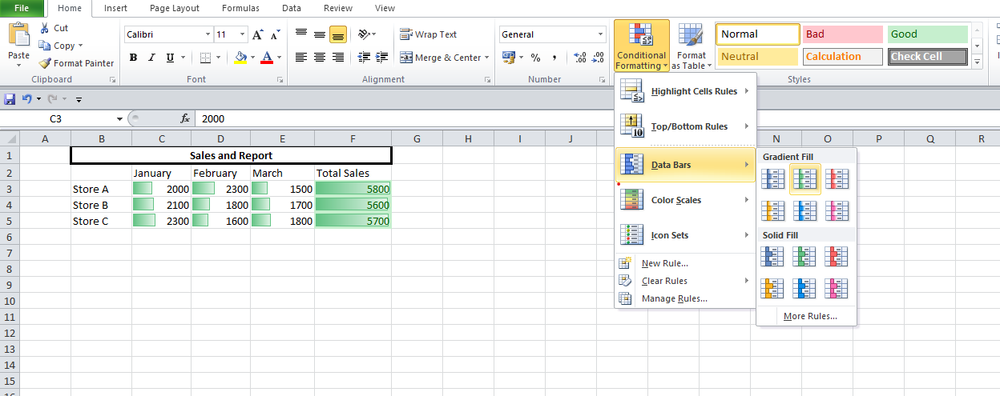 File Home Insert Page Layout Formulas Data Review View
Paste
Cut
Copy
Format Painter
Clipboard
Calibri 11
B I U
Font
Wrap Text
Merge & Center
Alignment
General
% ,
.0 .00
.00 .0
Number
Conditional Formatting
Format as Table
Normal Bad Good
Neutral Calculation Check Cell
Styles
C3 fx 2000
A B C D E F G H I J N O P Q R
1 Sales and Report
2 January February March Total Sales
3 Store A 2000 2300 1500 5800
4 Store B 2100 1800 1700 5600
5 Store C 2300 1600 1800 5700
6
7
8
9
10
11
12
13
14
15
16
Highlight Cells Rules
Top/Bottom Rules
10
Data Bars
Color Scales
Icon Sets
New Rule...
Clear Rules
Manage Rules...
Gradient Fill
Solid Fill
More Rules...